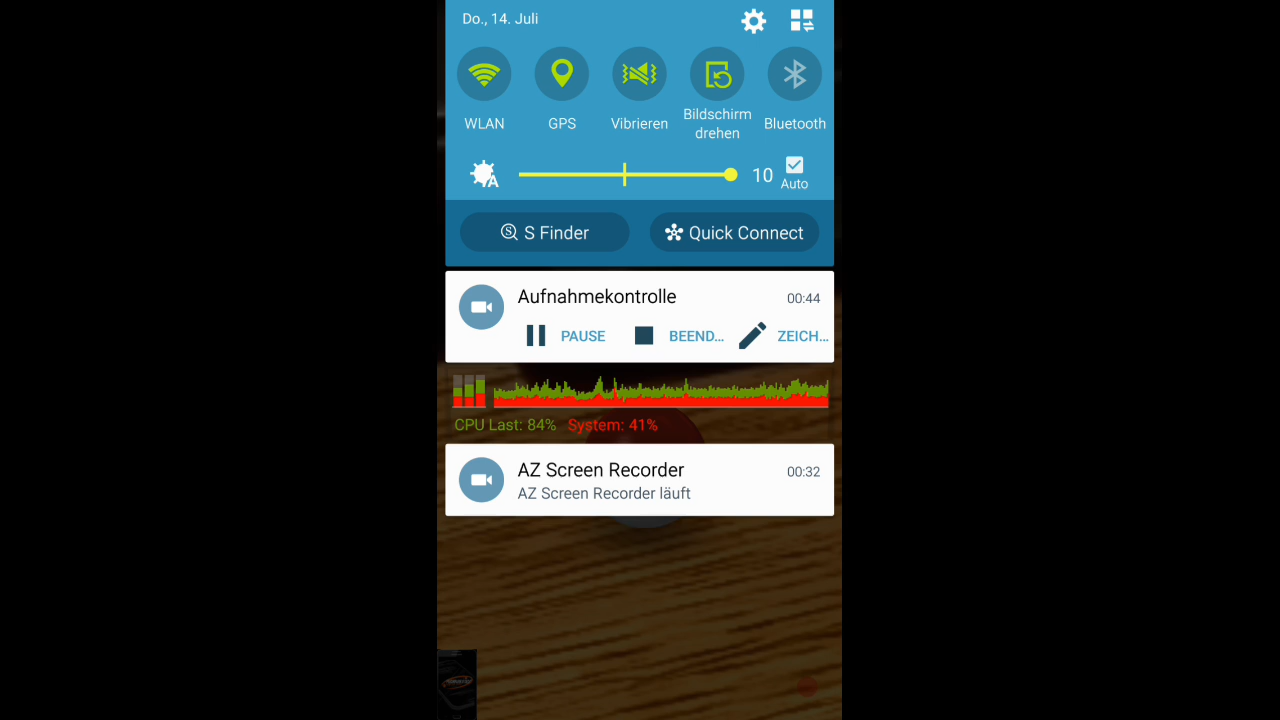 Do., 14. Juli
WLAN
GPS
Vibrieren
Bildschirm
drehen
Bluetooth
A
10
Auto
S Finder
Quick Connect
Aufnahmekontrolle
00:44
PAUSE
BEEND...
ZEICH...
CPU Last: 84% System: 41%
AZ Screen Recorder
00:32
AZ Screen Recorder läuft